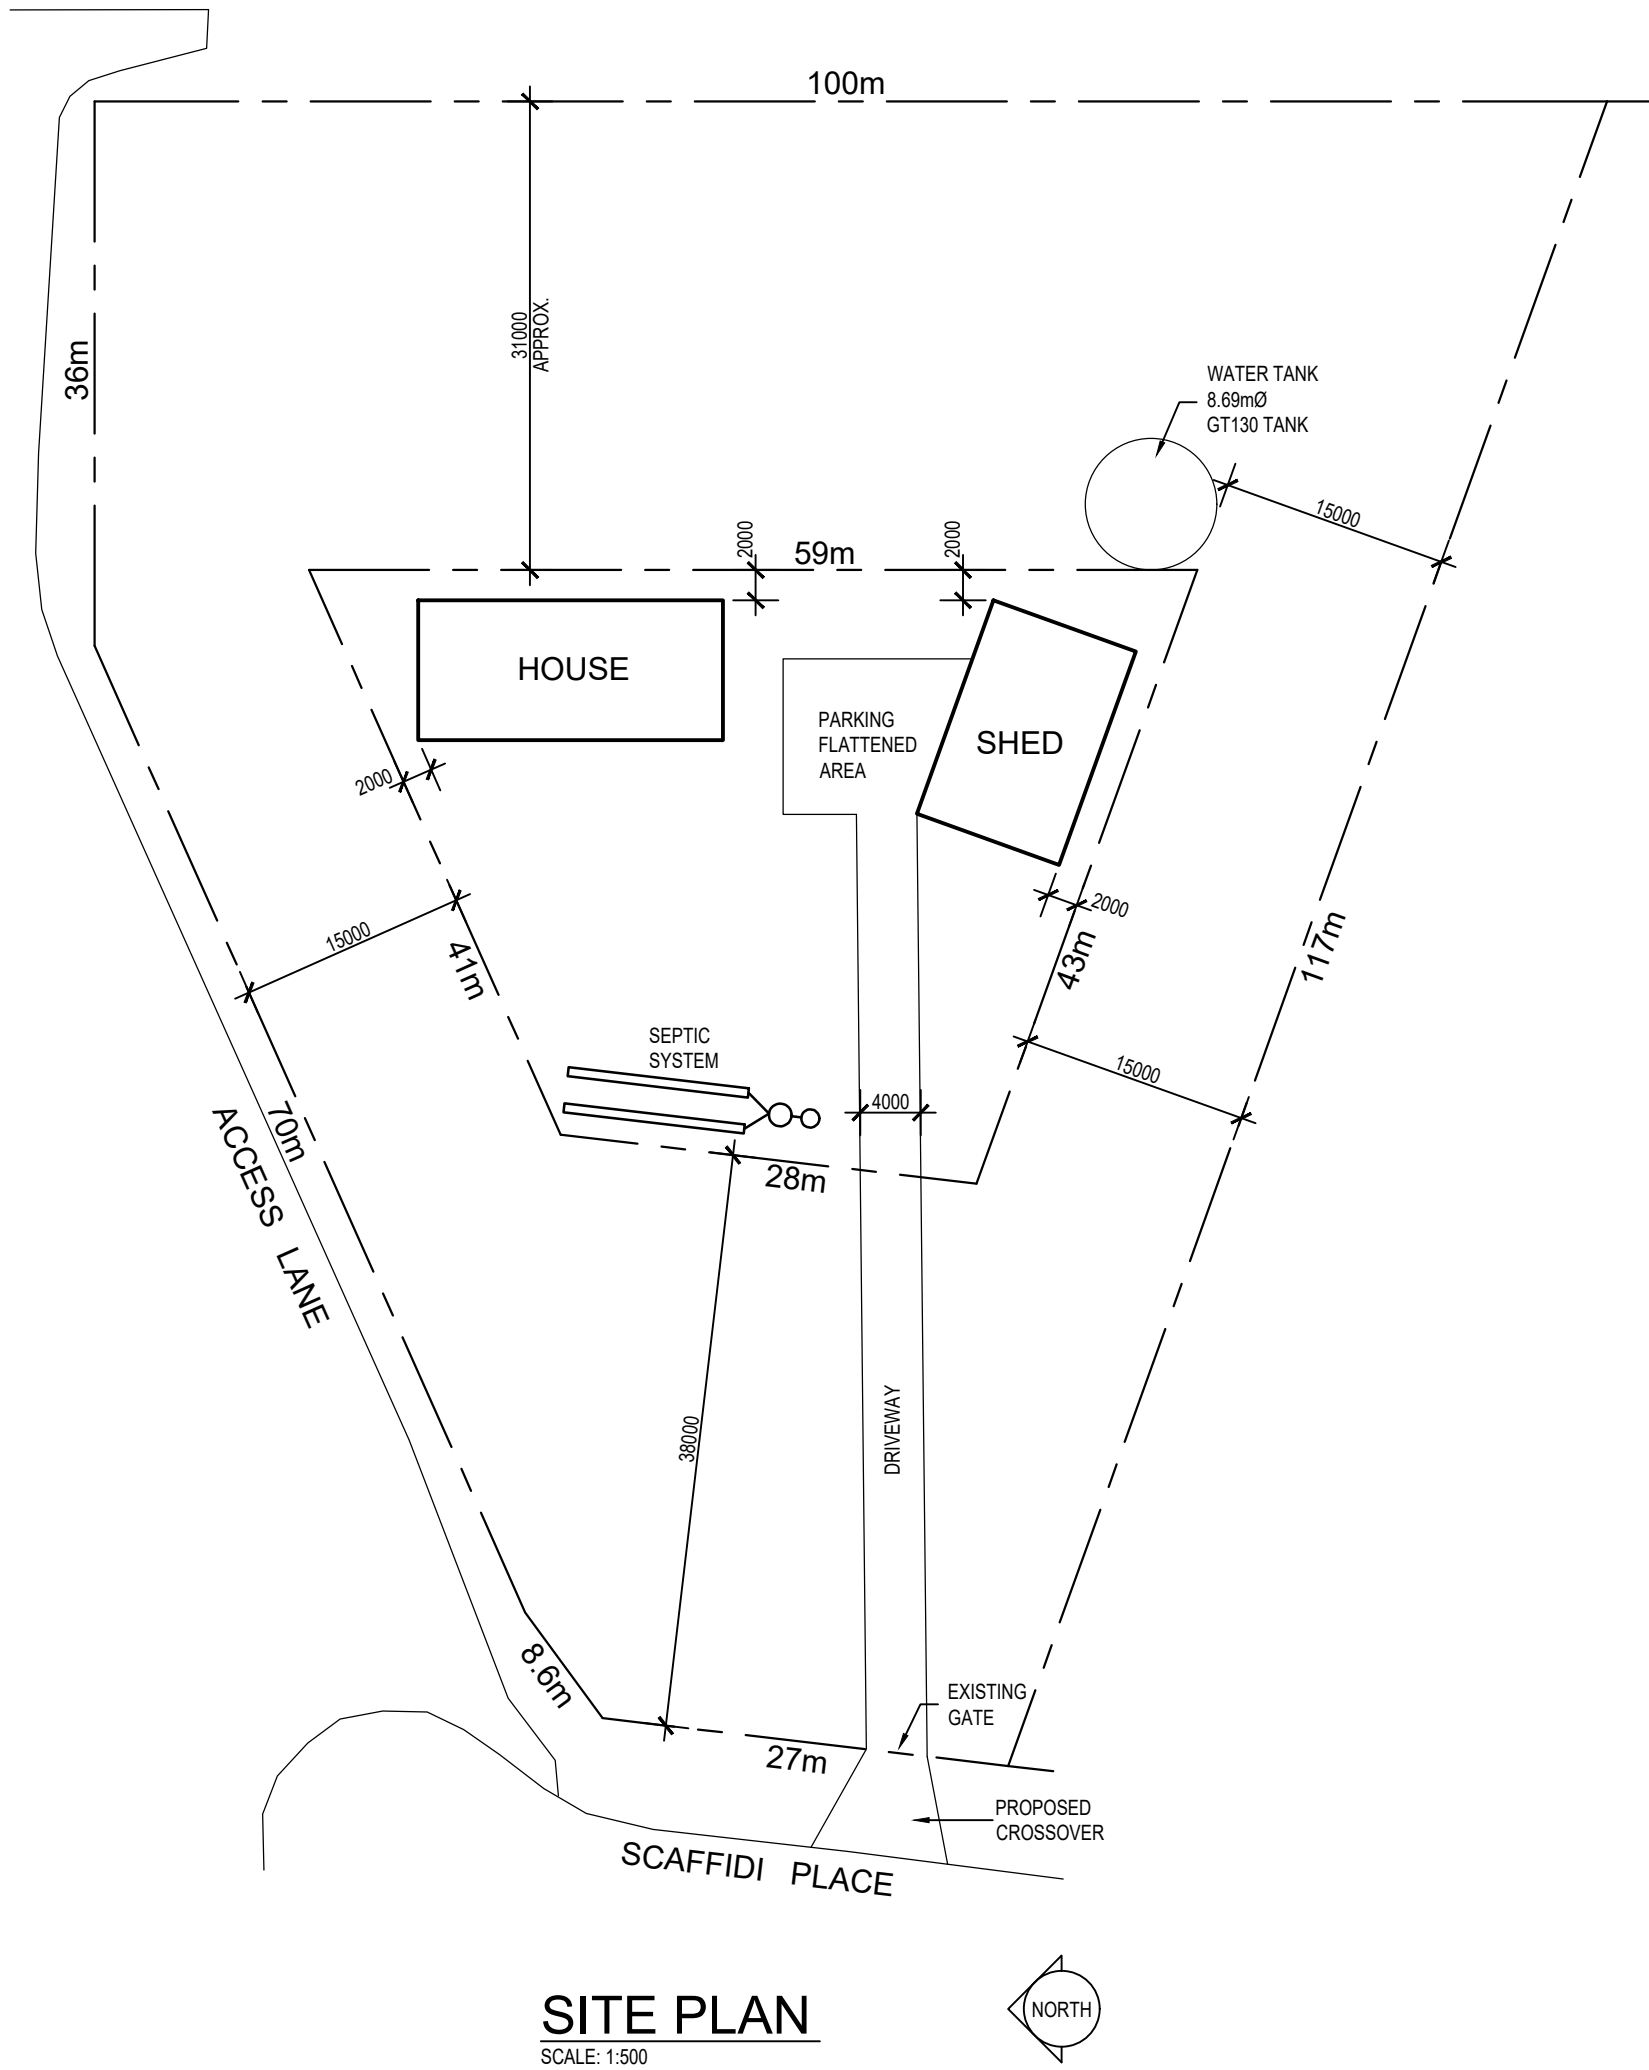 100m
36m
31000
APPROX.
WATER TANK
8.69mØ
GT130 TANK
15000
2000
59m
2000
HOUSE
PARKING
FLATTENED
AREA
SHED
2000
2000
15000
41m
43m
117m
SEPTIC
SYSTEM
15000
4000
70m
ACCESS LANE
28m
38000
DRIVEWAY
8.6m
EXISTING
GATE
27m
PROPOSED
CROSSOVER
SCAFFIDI PLACE
SITE PLAN
SCALE: 1:500
NORTH